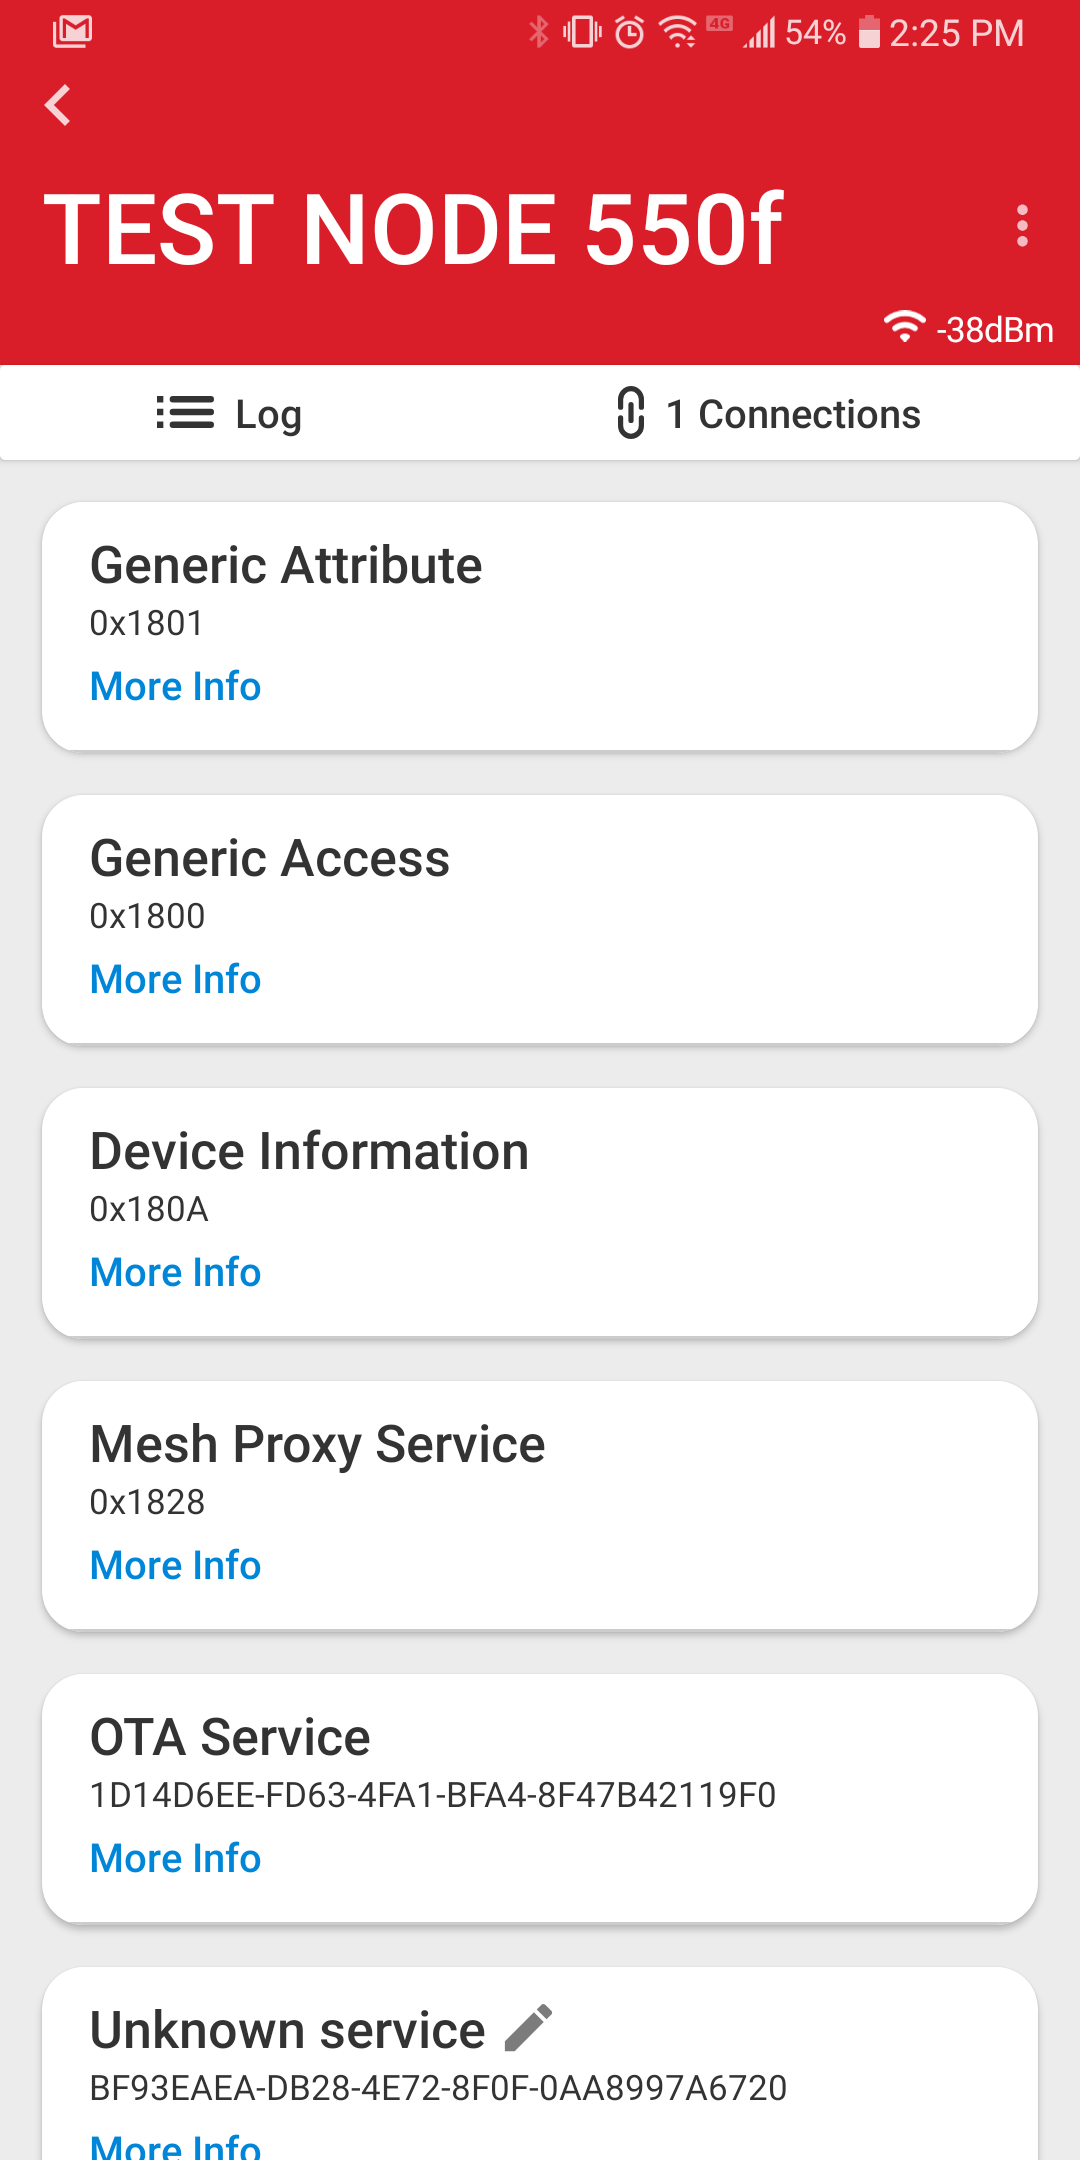 4G 54% 2:25 PM
TEST NODE 550f
-38dBm
Log 1 Connections
Generic Attribute
0x1801
More Info
Generic Access
0x1800
More Info
Device Information
0x180A
More Info
Mesh Proxy Service
0x1828
More Info
OTA Service
1D14D6EE-FD63-4FA1-BFA4-8F47B42119F0
More Info
Unknown service
BF93EAEA-DB28-4E72-8F0F-0AA8997A6720
More Info